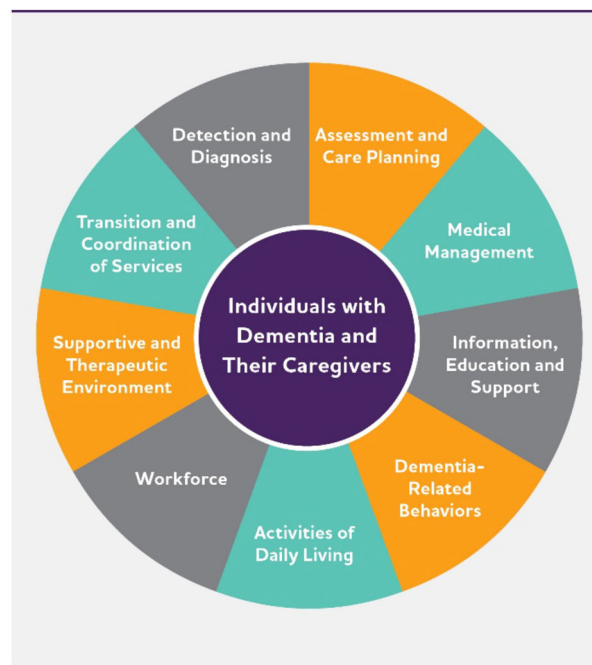 Detection and
Diagnosis
Assessment and
Care Planning
Medical
Management
Information,
Education and
Support
Dementia-
Related
Behaviors
Activities of
Daily Living
Workforce
Supportive and
Therapeutic
Environment
Transition and
Coordination
of Services
Individuals with
Dementia and
Their Caregivers